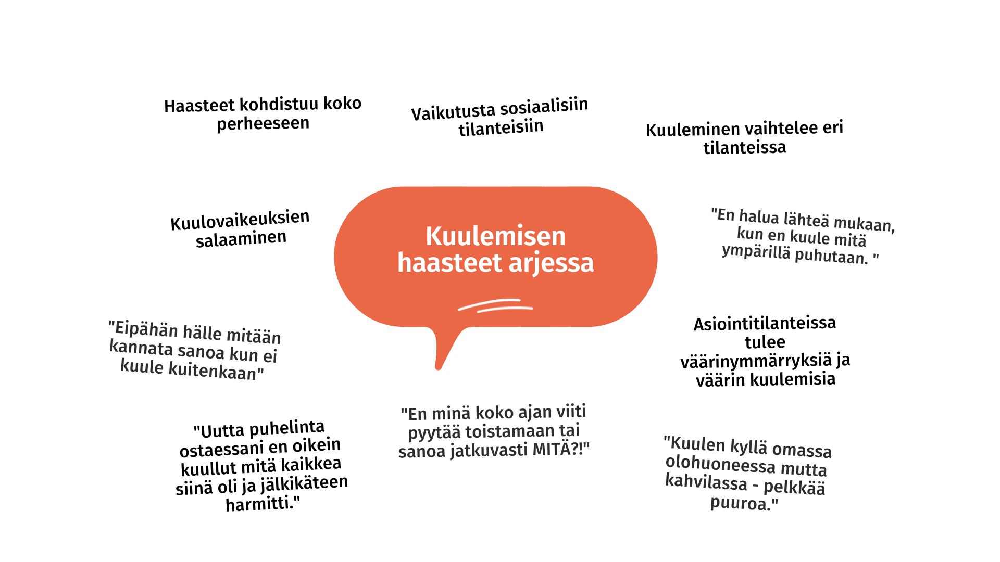 Haasteet kohdistuu koko
perheeseen
Vaikutusta sosiaalisiin
tilanteisiin
Kuuleminen vaihtelee eri
tilanteissa
Kuulovaikeuksien
salaaminen
Kuulemisen
haasteet arjessa
"En halua lähteä mukaan,
kun en kuule mitä
ympärillä puhutaan. "
"Eipähän hälle mitään
kannata sanoa kun ei
kuule kuitenkaan"
Asiointitilanteissa
tulee
väärinymmärryksiä ja
väärin kuulemisia
"Uutta puhelinta
ostaessani en oikein
kuullut mitä kaikkea
siinä oli ja jälkikäteen
harmitti."
"En minä koko ajan viiti
pyytää toistamaan tai
sanoa jatkuvasti MITÄ?!"
"Kuulen kyllä omassa
olohuoneessa mutta
kahvilassa - pelkkää
puuroa."